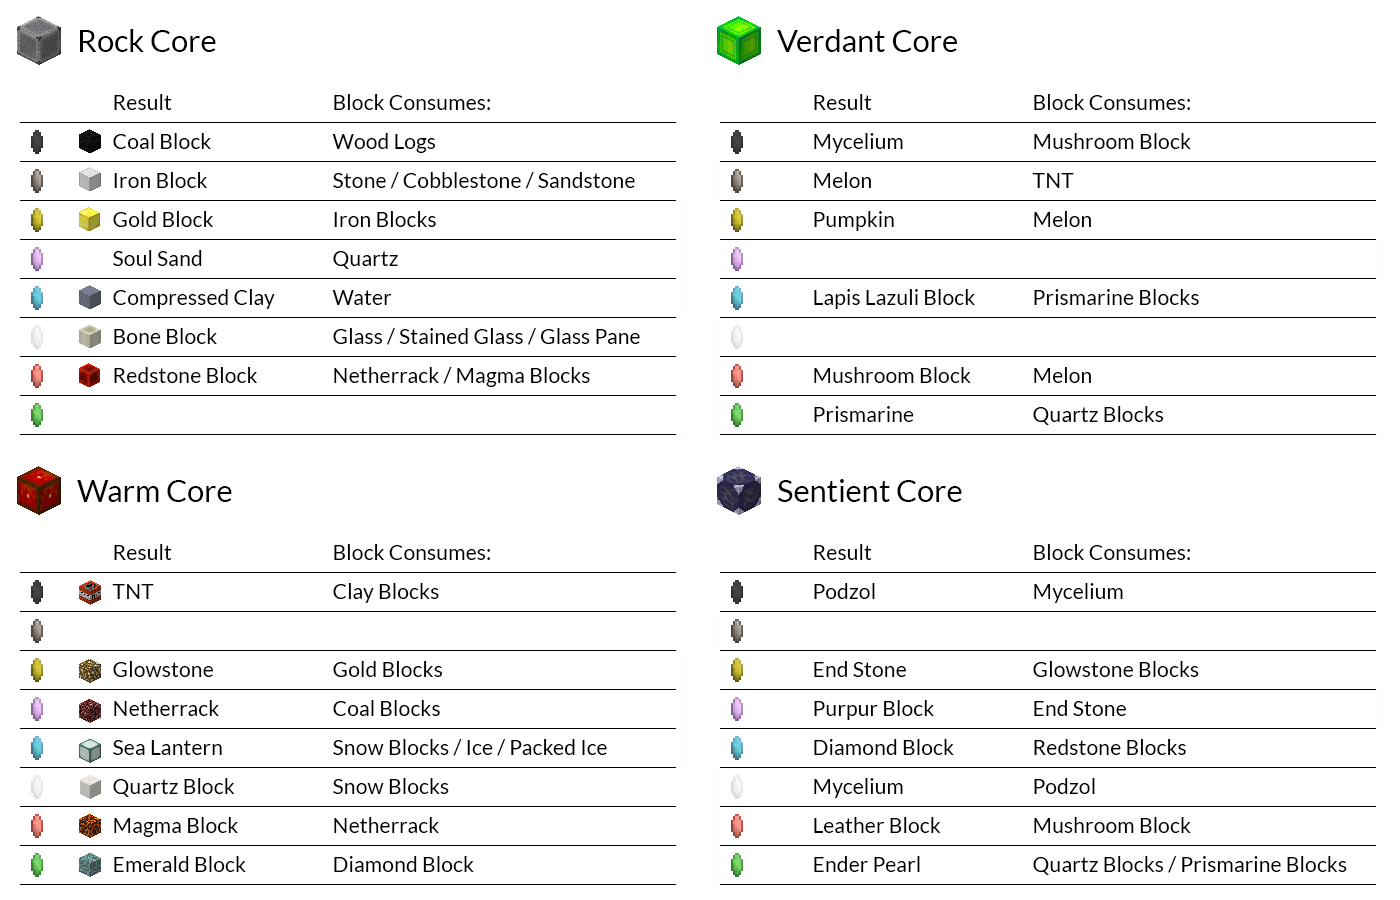 Rock Core
Result Block Consumes:
Coal Block Wood Logs
Iron Block Stone / Cobblestone / Sandstone
Gold Block Iron Blocks
Soul Sand Quartz
Compressed Clay Water
Bone Block Glass / Stained Glass / Glass Pane
Redstone Block Netherrack / Magma Blocks
Verdant Core
Result Block Consumes:
Mycelium Mushroom Block
Melon TNT
Pumpkin Melon
Lapis Lazuli Block Prismarine Blocks
Mushroom Block Melon
Prismarine Quartz Blocks
Warm Core
Result Block Consumes:
TNT Clay Blocks
Glowstone Gold Blocks
Netherrack Coal Blocks
Sea Lantern Snow Blocks / Ice / Packed Ice
Quartz Block Snow Blocks
Magma Block Netherrack
Emerald Block Diamond Block
Sentient Core
Result Block Consumes:
Podzol Mycelium
End Stone Glowstone Blocks
Purpur Block End Stone
Diamond Block Redstone Blocks
Mycelium Podzol
Leather Block Mushroom Block
Ender Pearl Quartz Blocks / Prismarine Blocks